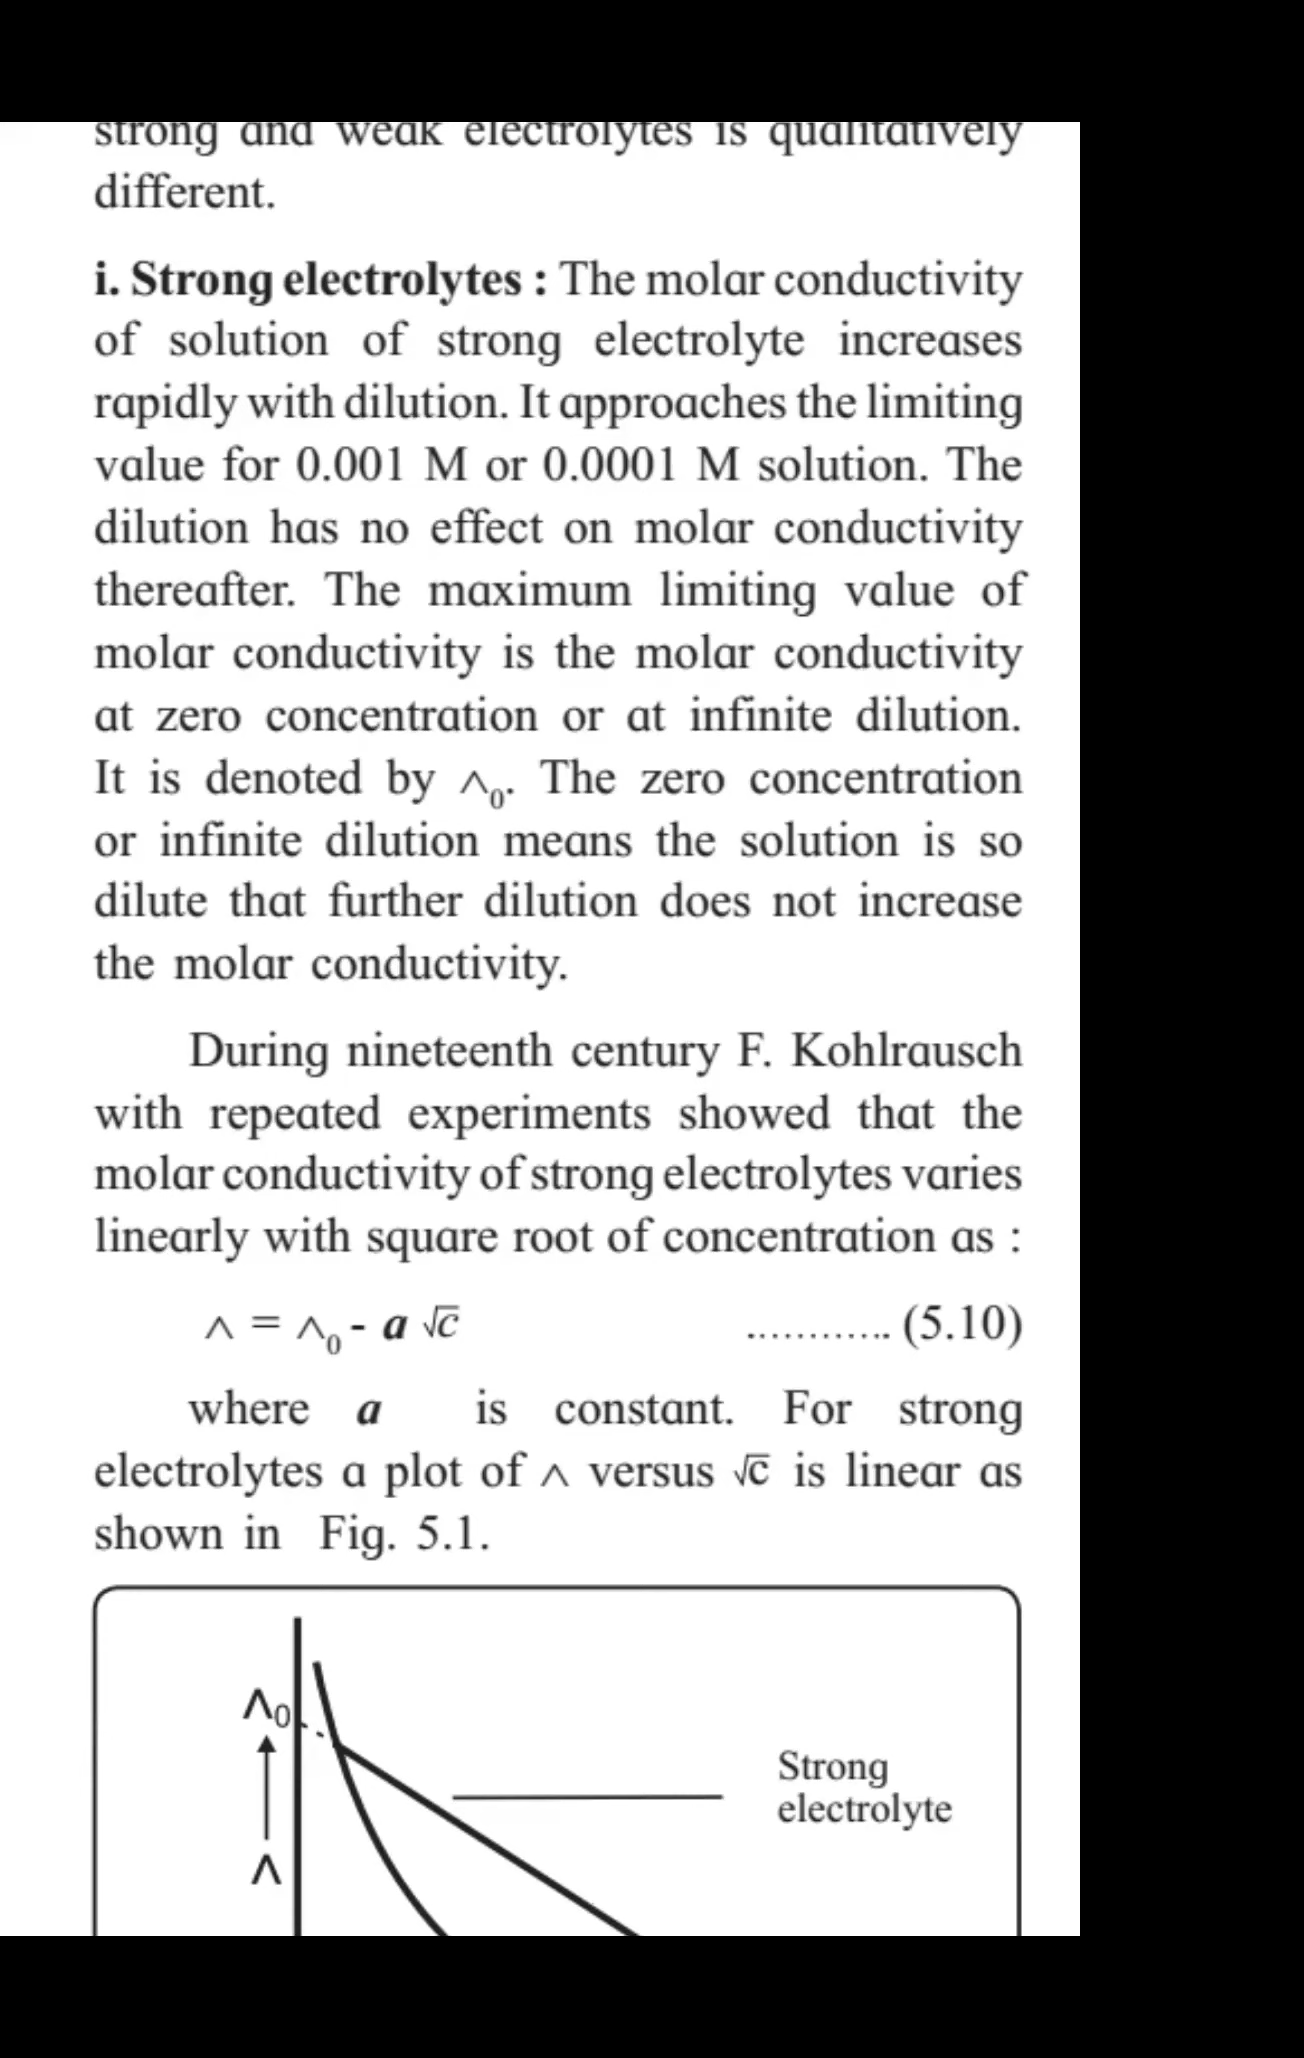 strong and weak electrolytes is qualitatively
different.
i. Strong electrolytes : The molar conductivity
of solution of strong electrolyte increases
rapidly with dilution. It approaches the limiting
value for 0.001 M or 0.0001 M solution. The
dilution has no effect on molar conductivity
thereafter. The maximum limiting value of
molar conductivity is the molar conductivity
at zero concentration or at infinite dilution.
It is denoted by ∧₀. The zero concentration
or infinite dilution means the solution is so
dilute that further dilution does not increase
the molar conductivity.
During nineteenth century F. Kohlrausch
with repeated experiments showed that the
molar conductivity of strong electrolytes varies
linearly with square root of concentration as :
∧ = ∧₀ - a √c ............ (5.10)
where a is constant. For strong
electrolytes a plot of ∧ versus √c is linear as
shown in Fig. 5.1.
∧₀
Strong
electrolyte
∧